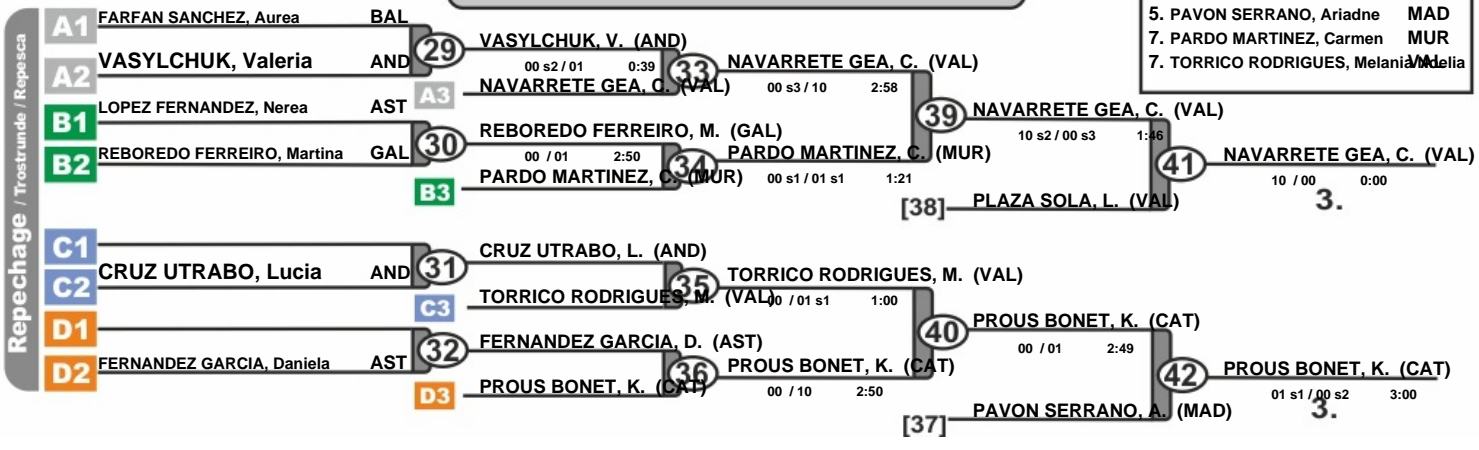 Repechage / Trostrunde / Repesca
A1 FARFAN SANCHEZ, Aurea BAL
A2 VASYLCHUK, Valeria AND
B1 LOPEZ FERNANDEZ, Nerea AST
B2 REBOREDO FERREIRO, Martina GAL
C1
C2 CRUZ UTRABO, Lucia AND
D1
D2 FERNANDEZ GARCIA, Daniela AST
29 VASYLCHUK, V. (AND)
00 s2 / 01 0:39
A3 NAVARRETE GEA, C. (VAL)
30 REBOREDO FERREIRO, M. (GAL)
00 / 01 2:50
B3 PARDO MARTINEZ, C. (MUR)
31 CRUZ UTRABO, L. (AND)
C3 TORRICO RODRIGUES, M. (VAL)
32 FERNANDEZ GARCIA, D. (AST)
D3 PROUS BONET, K. (CAT)
33 NAVARRETE GEA, C. (VAL)
00 s3 / 10 2:58
34 PARDO MARTINEZ, C. (MUR)
00 s1 / 01 s1 1:21
35 TORRICO RODRIGUES, M. (VAL)
00 / 01 s1 1:00
36 PROUS BONET, K. (CAT)
00 / 10 2:50
39 NAVARRETE GEA, C. (VAL)
10 s2 / 00 s3 1:46
[38] PLAZA SOLA, L. (VAL)
40 PROUS BONET, K. (CAT)
00 / 01 2:49
[37] PAVON SERRANO, A. (MAD)
41 NAVARRETE GEA, C. (VAL)
10 / 00 0:00
3.
42 PROUS BONET, K. (CAT)
01 s1 / 00 s2 3:00
3.
5. PAVON SERRANO, Ariadne MAD
7. PARDO MARTINEZ, Carmen MUR
7. TORRICO RODRIGUES, Melania VAL